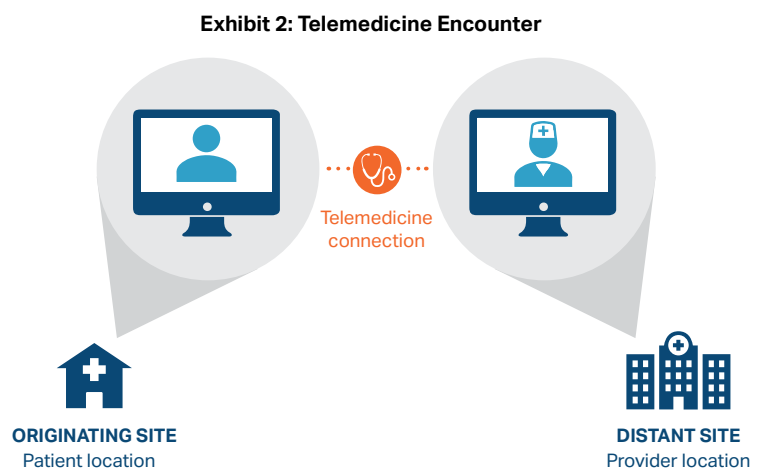 Exhibit 2: Telemedicine Encounter
Telemedicine
connection
ORIGINATING SITE
Patient location
DISTANT SITE
Provider location